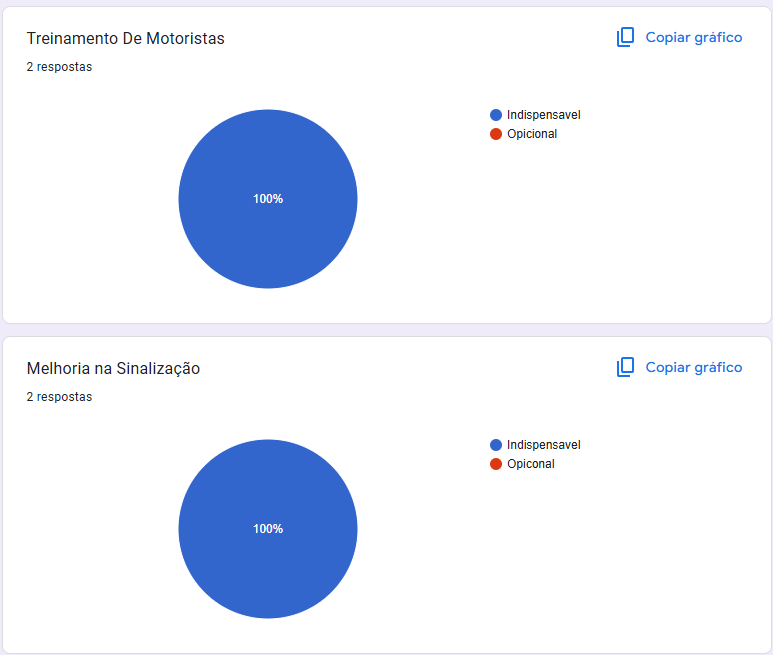 Treinamento De Motoristas
Copiar gráfico
2 respostas
Indispensavel
Opicional
100%
Melhoria na Sinalização
Copiar gráfico
2 respostas
Indispensavel
Opiconal
100%